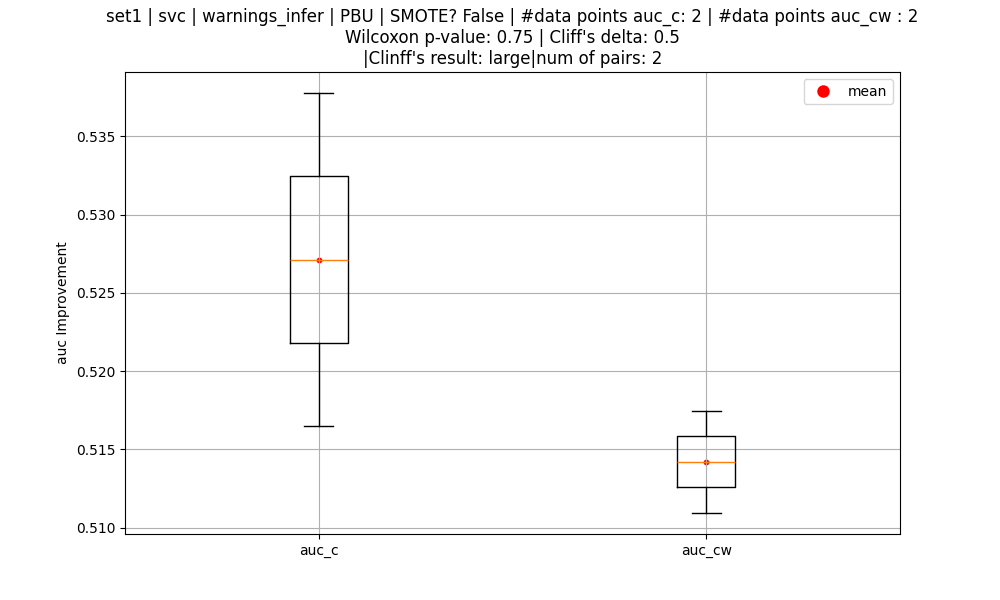 set1 | svc | warnings_infer | PBU | SMOTE? False | #data points auc_c: 2 | #data points auc_cw : 2
Wilcoxon p-value: 0.75 | Cliff's delta: 0.5
|Clinff's result: large|num of pairs: 2
mean
0.535
0.530
0.525
0.520
0.515
0.510
auc Improvement
auc_c
auc_cw